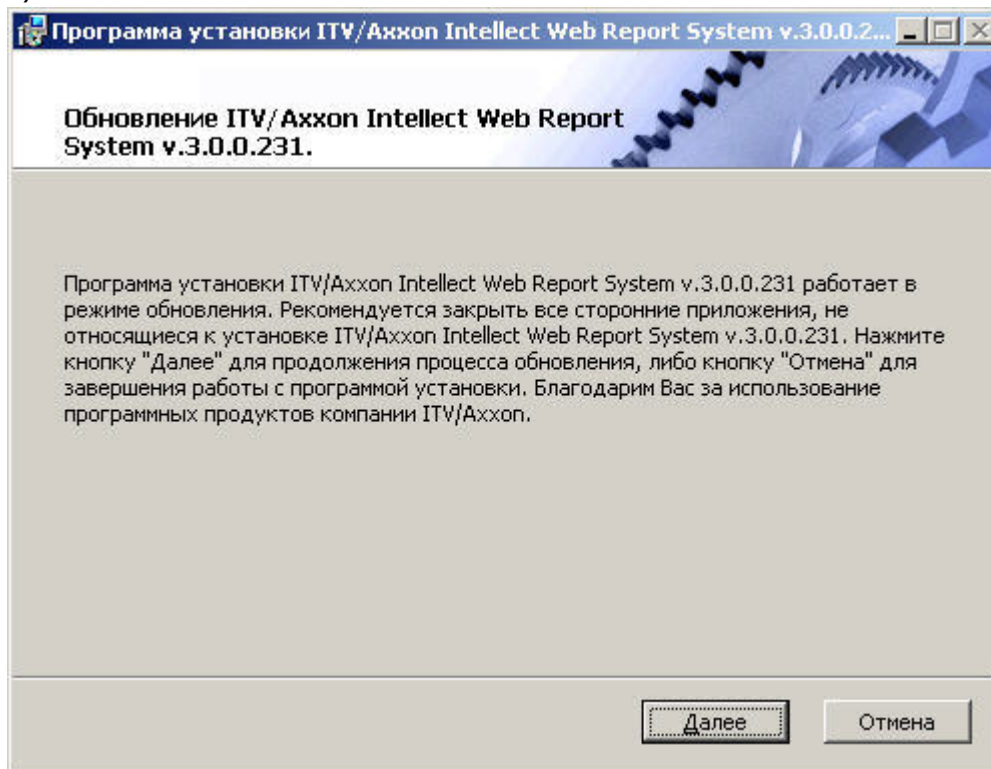 Программа установки ITV/Axxon Intellect Web Report System v.3.0.0.2...
Обновление ITV/Axxon Intellect Web Report
System v.3.0.0.231.
Программа установки ITV/Axxon Intellect Web Report System v.3.0.0.231 работает в
режиме обновления. Рекомендуется закрыть все сторонние приложения, не
относящиеся к установке ITV/Axxon Intellect Web Report System v.3.0.0.231. Нажмите
кнопку "Далее" для продолжения процесса обновления, либо кнопку "Отмена" для
завершения работы с программой установки. Благодарим Вас за использование
программных продуктов компании ITV/Axxon.
Далее Отмена